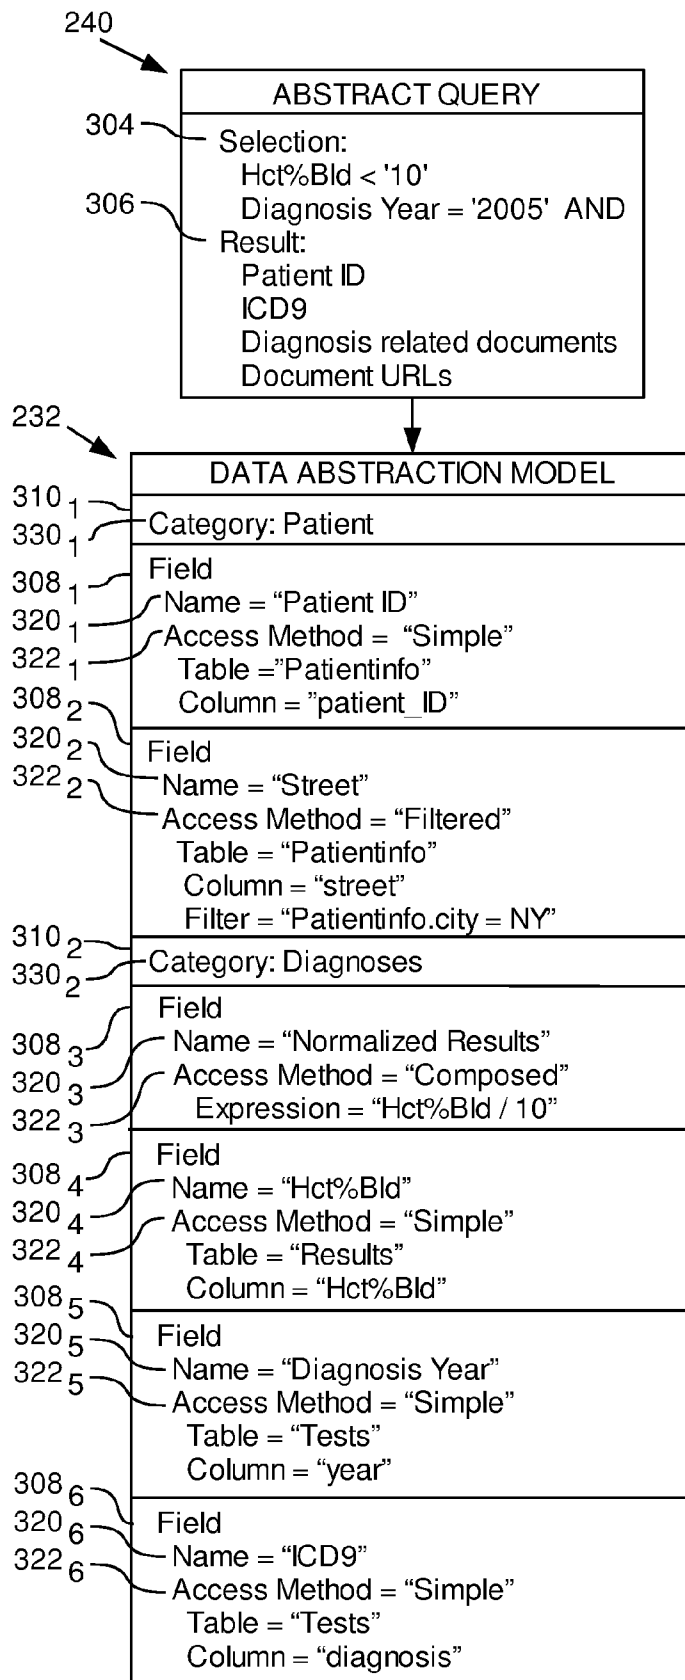 240
ABSTRACT QUERY
304
Selection:
Hct%Bld < '10'
306
Diagnosis Year = '2005' AND
Result:
Patient ID
ICD9
Diagnosis related documents
Document URLs
232
DATA ABSTRACTION MODEL
310 1
330 1
Category: Patient
308 1
Field
320 1
Name = “Patient ID”
322 1
Access Method = “Simple”
Table =”Patientinfo”
Column = ”patient_ID”
308 2
320 2
Field
322 2
Name = “Street”
Access Method = “Filtered”
Table = “Patientinfo”
Column = “street”
Filter = “Patientinfo.city = NY”
310 2
330 2
Category: Diagnoses
Field
308 3
Name = “Normalized Results”
320 3
Access Method = “Composed”
322 3
Expression = “Hct%Bld / 10”
Field
308 4
Name = “Hct%Bld”
320 4
Access Method = “Simple”
322 4
Table = “Results”
Column = “Hct%Bld”
308 5
320 5
Field
322 5
Name = “Diagnosis Year”
Access Method = “Simple”
Table = “Tests”
Column = “year”
308 6
320 6
Field
322 6
Name = “ICD9”
Access Method = “Simple”
Table = “Tests”
Column = “diagnosis”